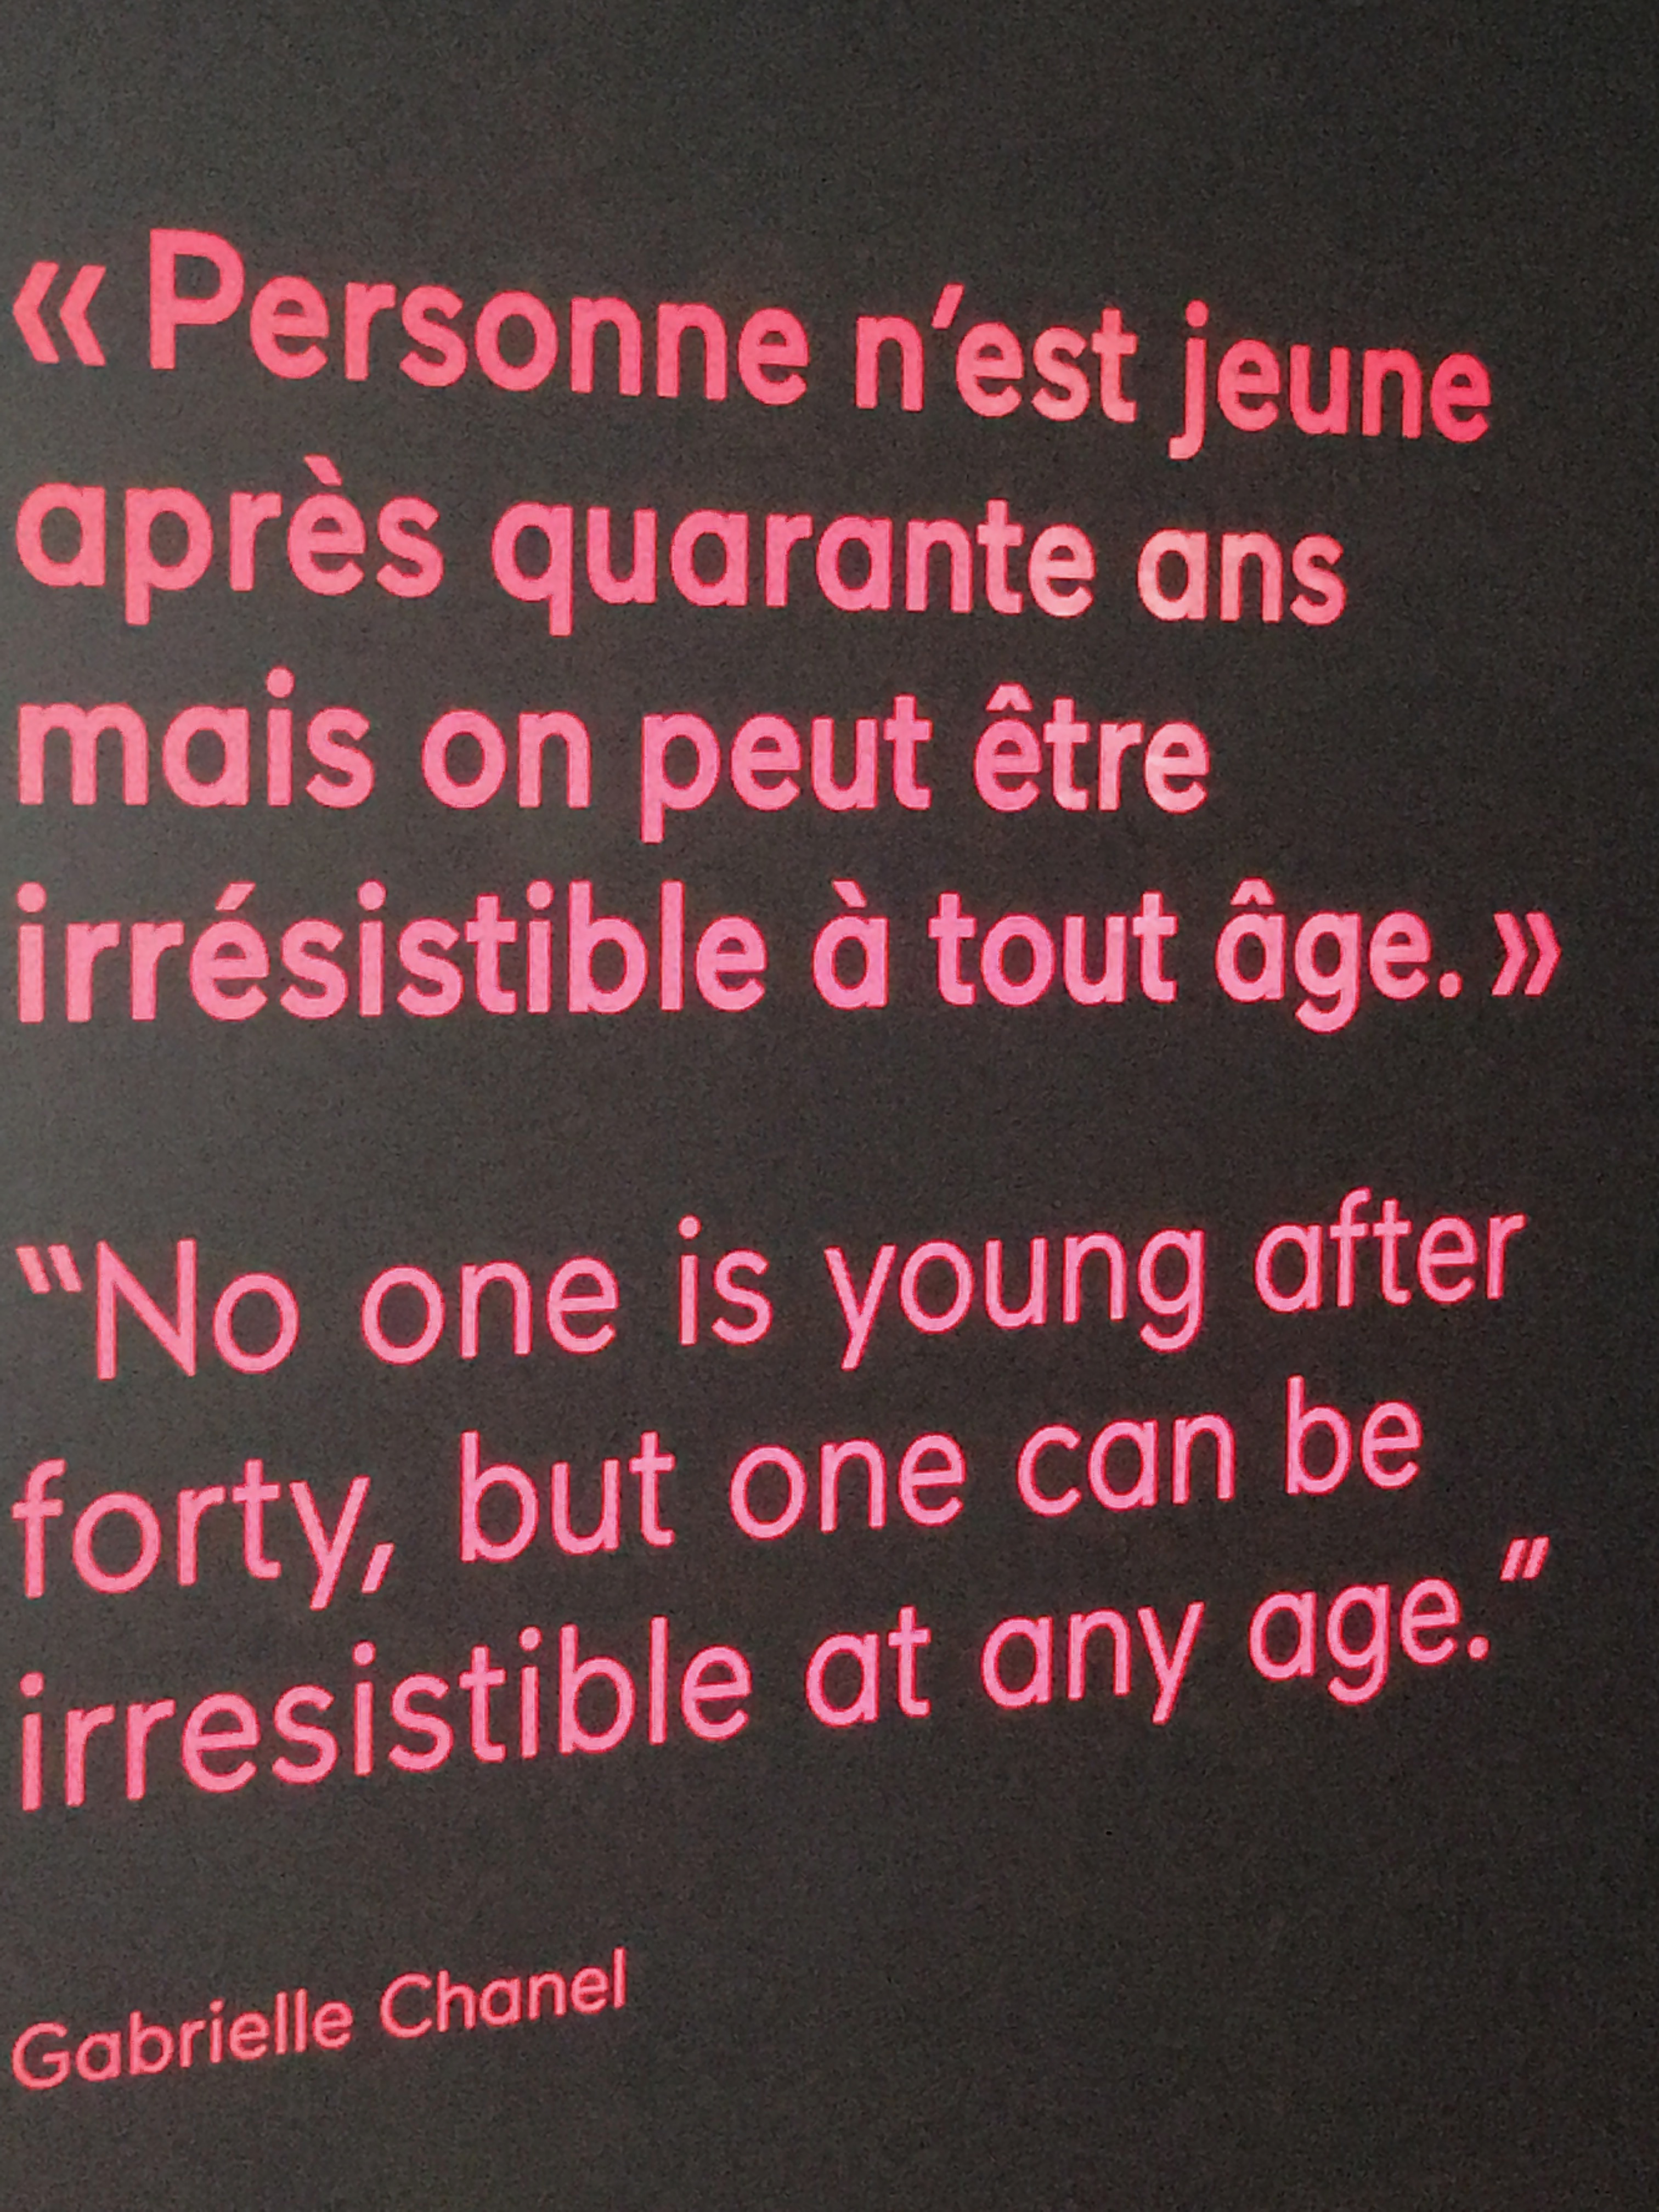 « Personne n’est jeune
après quarante ans
mais on peut être
irrésistible à tout âge. »
“No one is young after
forty, but one can be
irresistible at any age.”
Gabrielle Chanel